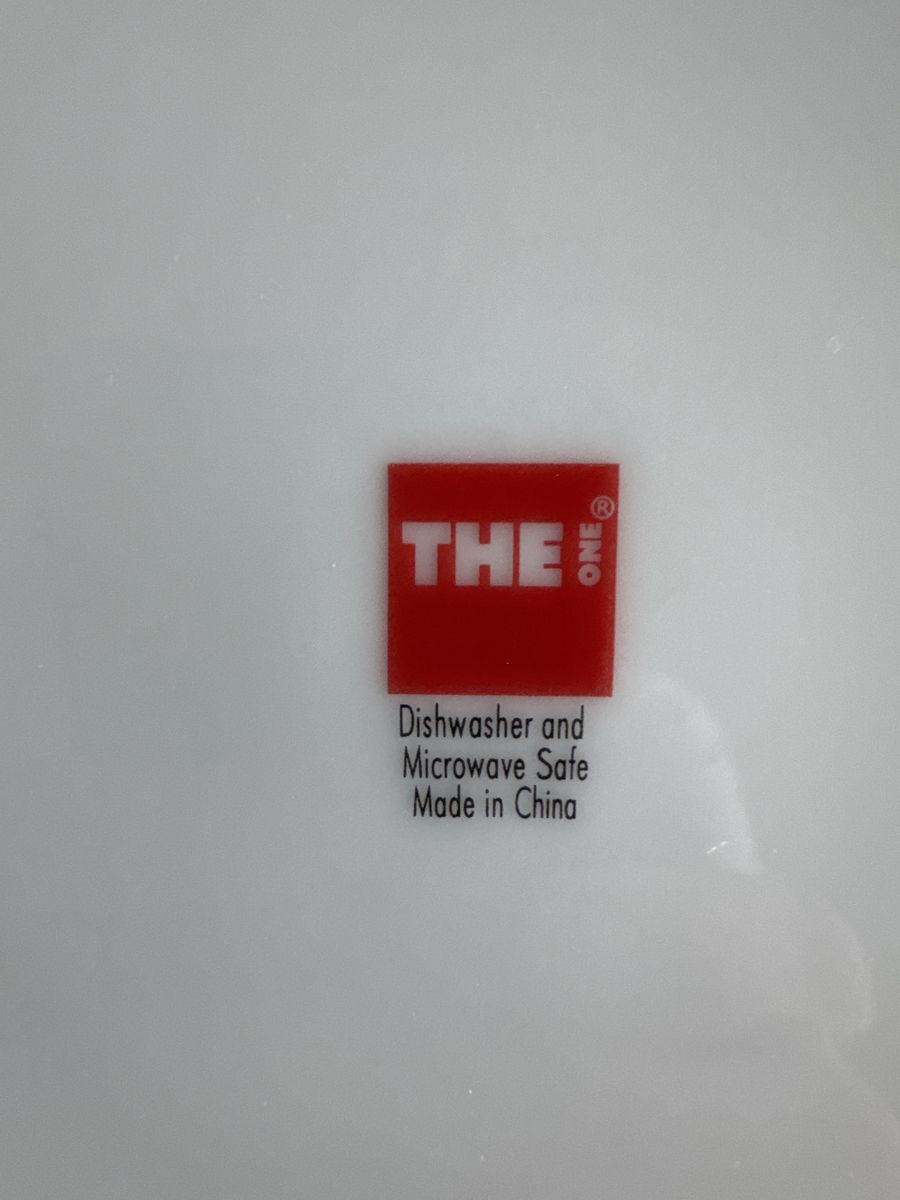 THE ONE®
Dishwasher and
Microwave Safe
Made in China